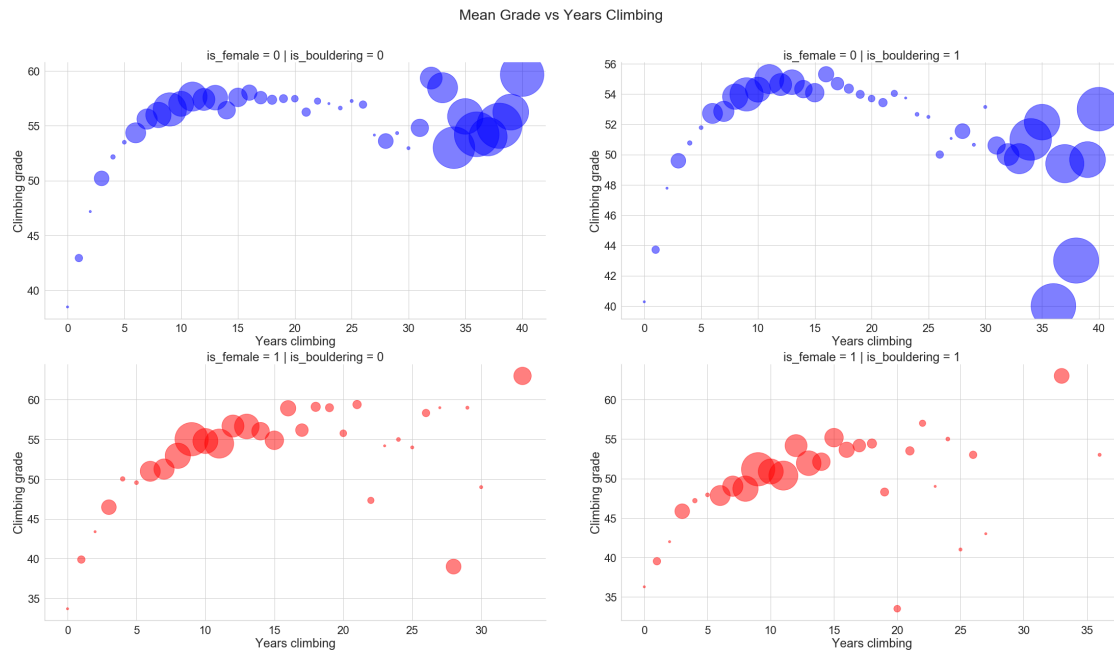 Mean Grade vs Years Climbing
is_female = 0 | is_bouldering = 0
60
55
50
45
40
Climbing grade
0 5 10 15 20 25 30 35 40
Years climbing
is_female = 0 | is_bouldering = 1
56
54
52
50
48
46
44
42
40
Climbing grade
0 5 10 15 20 25 30 35 40
Years climbing
is_female = 1 | is_bouldering = 0
60
55
50
45
40
35
Climbing grade
0 5 10 15 20 25 30
Years climbing
is_female = 1 | is_bouldering = 1
60
55
50
45
40
35
Climbing grade
0 5 10 15 20 25 30 35
Years climbing